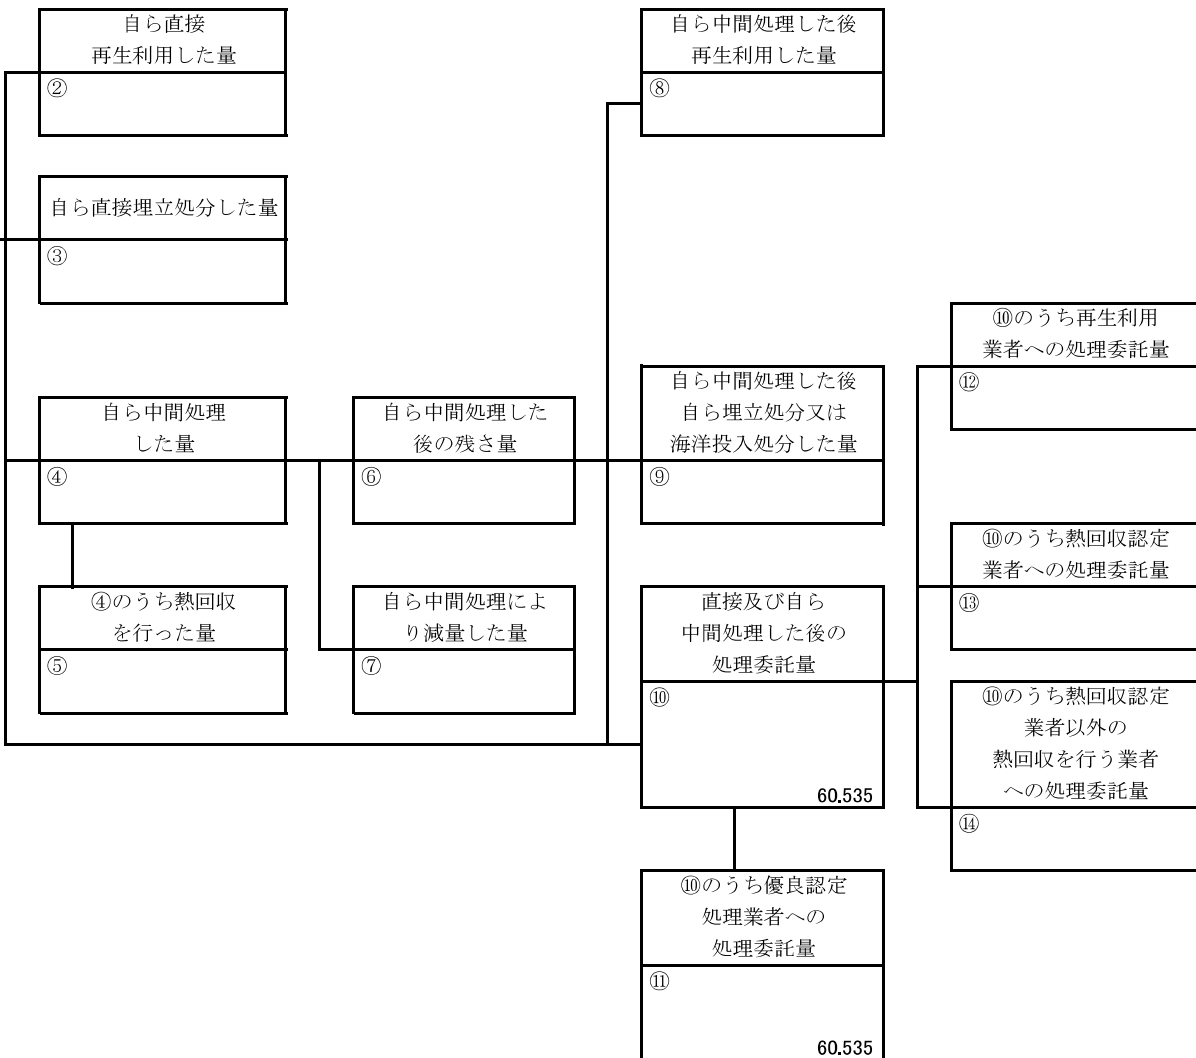 自ら直接
再生利用した量
②
自ら直接埋立処分した量
③
自ら中間処理
した量
④
④のうち熱回収
を行った量
⑤
自ら中間処理した
後の残さ量
⑥
自ら中間処理によ
り減量した量
⑦
自ら中間処理した後
再生利用した量
⑧
自ら中間処理した後
自ら埋立処分又は
海洋投入処分した量
⑨
直接及び自ら
中間処理した後の
処理委託量
⑩
60.535
⑩のうち優良認定
処理業者への
処理委託量
⑪
60.535
⑩のうち再生利用
業者への処理委託量
⑫
⑩のうち熱回収認定
業者への処理委託量
⑬
⑩のうち熱回収認定
業者以外の
熱回収を行う業者
への処理委託量
⑭